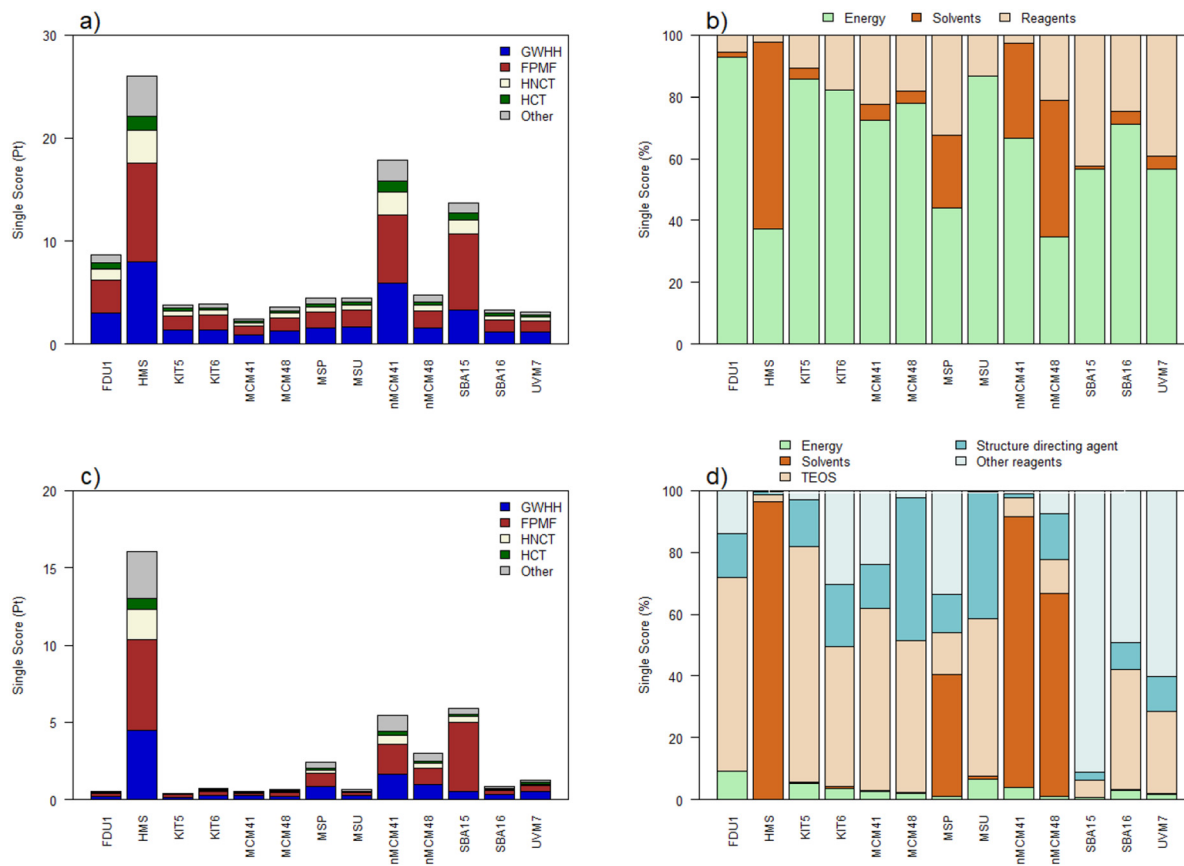 a)
Single Score (Pt)
30
20
10
0
GWHH
FPMF
HNCT
HCT
Other
FDU1 HMS KIT5 KIT6 MCM41 MCM48 MSP MSU nMCM41 nMCM48 SBA15 SBA16 UVM7
b)
Energy Solvents Reagents
Single Score (%)
100
80
60
40
20
0
FDU1 HMS KIT5 KIT6 MCM41 MCM48 MSP MSU nMCM41 nMCM48 SBA15 SBA16 UVM7
c)
Single Score (Pt)
20
15
10
5
0
GWHH
FPMF
HNCT
HCT
Other
FDU1 HMS KIT5 KIT6 MCM41 MCM48 MSP MSU nMCM41 nMCM48 SBA15 SBA16 UVM7
d)
Energy
Solvents
TEOS
Structure directing agent
Other reagents
Single Score (%)
100
80
60
40
20
0
FDU1 HMS KIT5 KIT6 MCM41 MCM48 MSP MSU nMCM41 nMCM48 SBA15 SBA16 UVM7